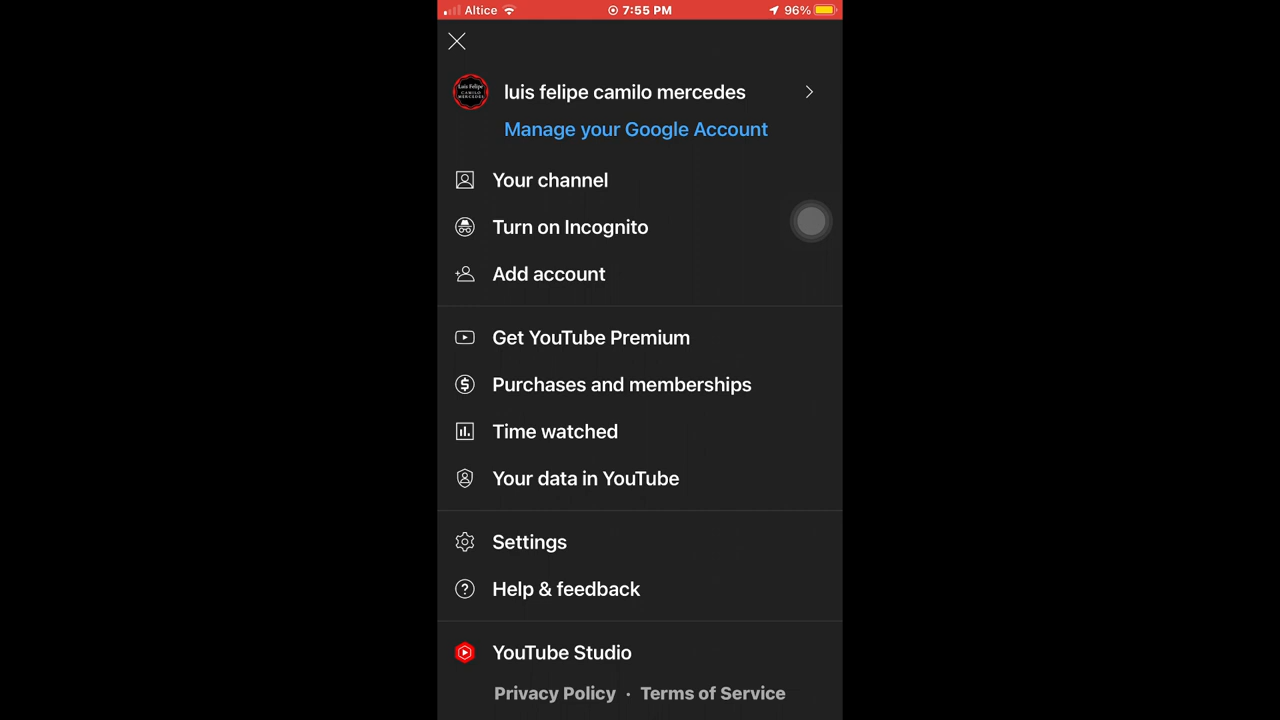 Altice 7:55 PM 96%
luis felipe camilo mercedes
Manage your Google Account
Your channel
Turn on Incognito
Add account
Get YouTube Premium
Purchases and memberships
Time watched
Your data in YouTube
Settings
Help & feedback
YouTube Studio
Privacy Policy · Terms of Service